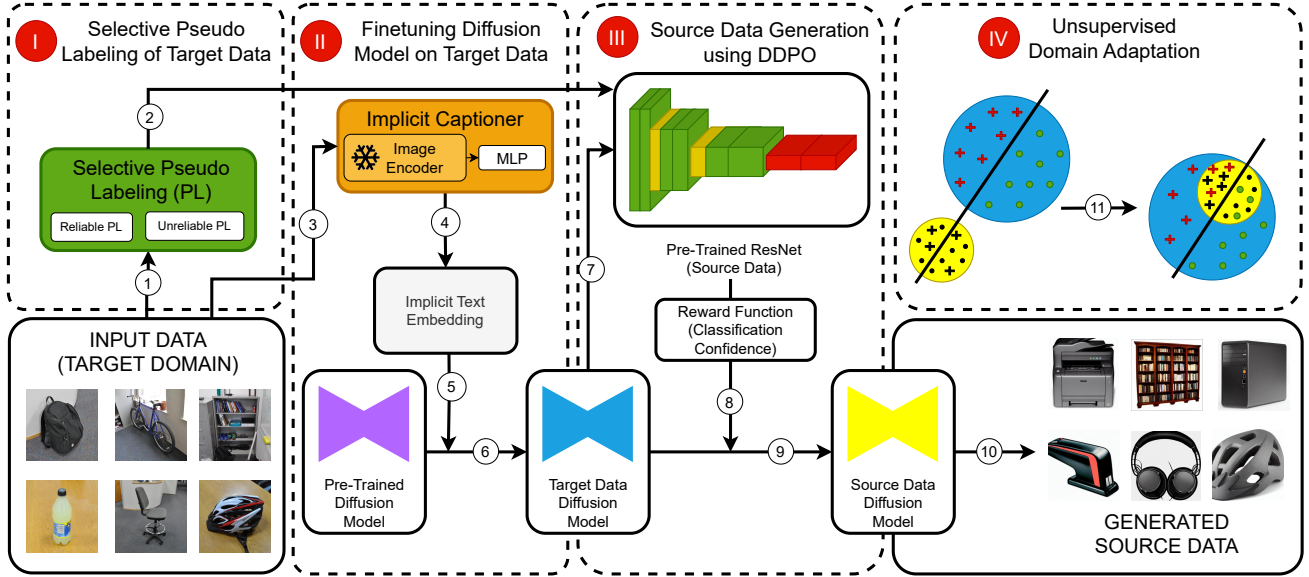 I
Selective Pseudo
Labeling of Target Data
2
Selective Pseudo
Labeling (PL)
Reliable PL
Unreliable PL
1
INPUT DATA
(TARGET DOMAIN)
II
Finetuning Diffusion
Model on Target Data
3
Implicit Captioner
Image
Encoder
MLP
4
Implicit Text
Embedding
5
6
Pre-Trained
Diffusion
Model
Target Data
Diffusion
Model
III
Source Data Generation
using DDPO
7
Pre-Trained ResNet
(Source Data)
Reward Function
(Classification
Confidence)
8
9
Source Data
Diffusion
Model
IV
Unsupervised
Domain Adaptation
11
10
GENERATED
SOURCE DATA